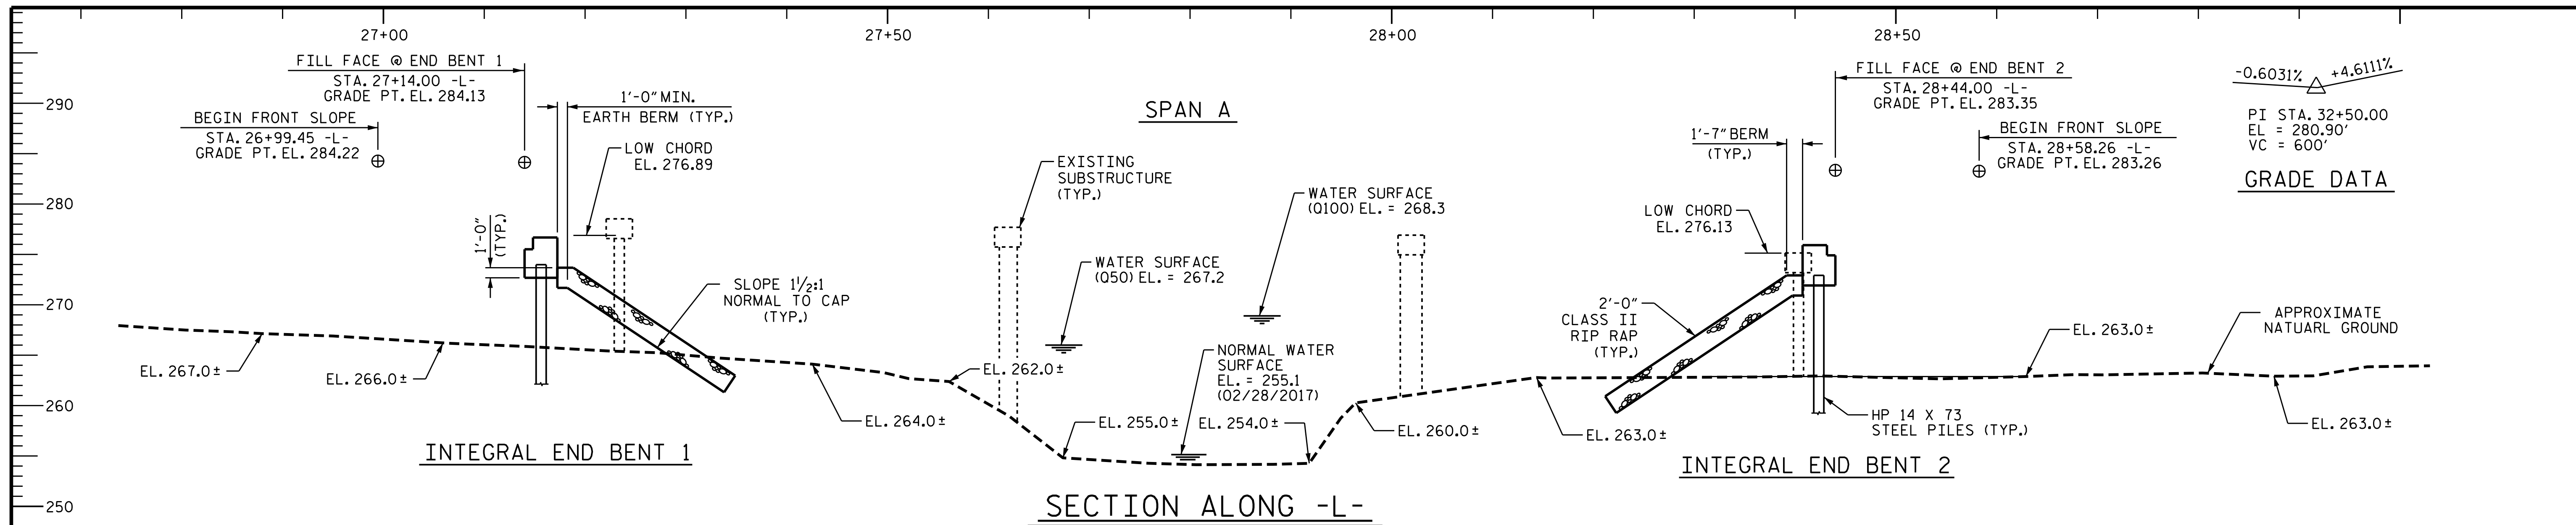 27+00
27+50
28+00
28+50
290
280
270
260
250
FILL FACE @ END BENT 1
STA. 27+14.00 -L-
GRADE PT. EL. 284.13
BEGIN FRONT SLOPE
STA. 26+99.45 -L-
GRADE PT. EL. 284.22
1'-0" MIN.
EARTH BERM (TYP.)
LOW CHORD
EL. 276.89
1'-0"
(TYP.)
SLOPE 1½:1
NORMAL TO CAP
(TYP.)
EL. 267.0±
EL. 266.0±
INTEGRAL END BENT 1
SPAN A
EXISTING
SUBSTRUCTURE
(TYP.)
WATER SURFACE
(Q50) EL. = 267.2
WATER SURFACE
(Q100) EL. = 268.3
NORMAL WATER
SURFACE
EL. = 255.1
(02/28/2017)
EL. 264.0±
EL. 262.0±
EL. 255.0±
EL. 254.0±
EL. 260.0±
EL. 263.0±
FILL FACE @ END BENT 2
STA. 28+44.00 -L-
GRADE PT. EL. 283.35
BEGIN FRONT SLOPE
STA. 28+58.26 -L-
GRADE PT. EL. 283.26
1'-7" BERM
(TYP.)
LOW CHORD
EL. 276.13
2'-0"
CLASS II
RIP RAP
(TYP.)
HP 14 X 73
STEEL PILES (TYP.)
INTEGRAL END BENT 2
EL. 263.0±
APPROXIMATE
NATUARL GROUND
EL. 263.0±
-0.6031%
+4.6111%
PI STA. 32+50.00
EL = 280.90'
VC = 600'
GRADE DATA
SECTION ALONG -L-